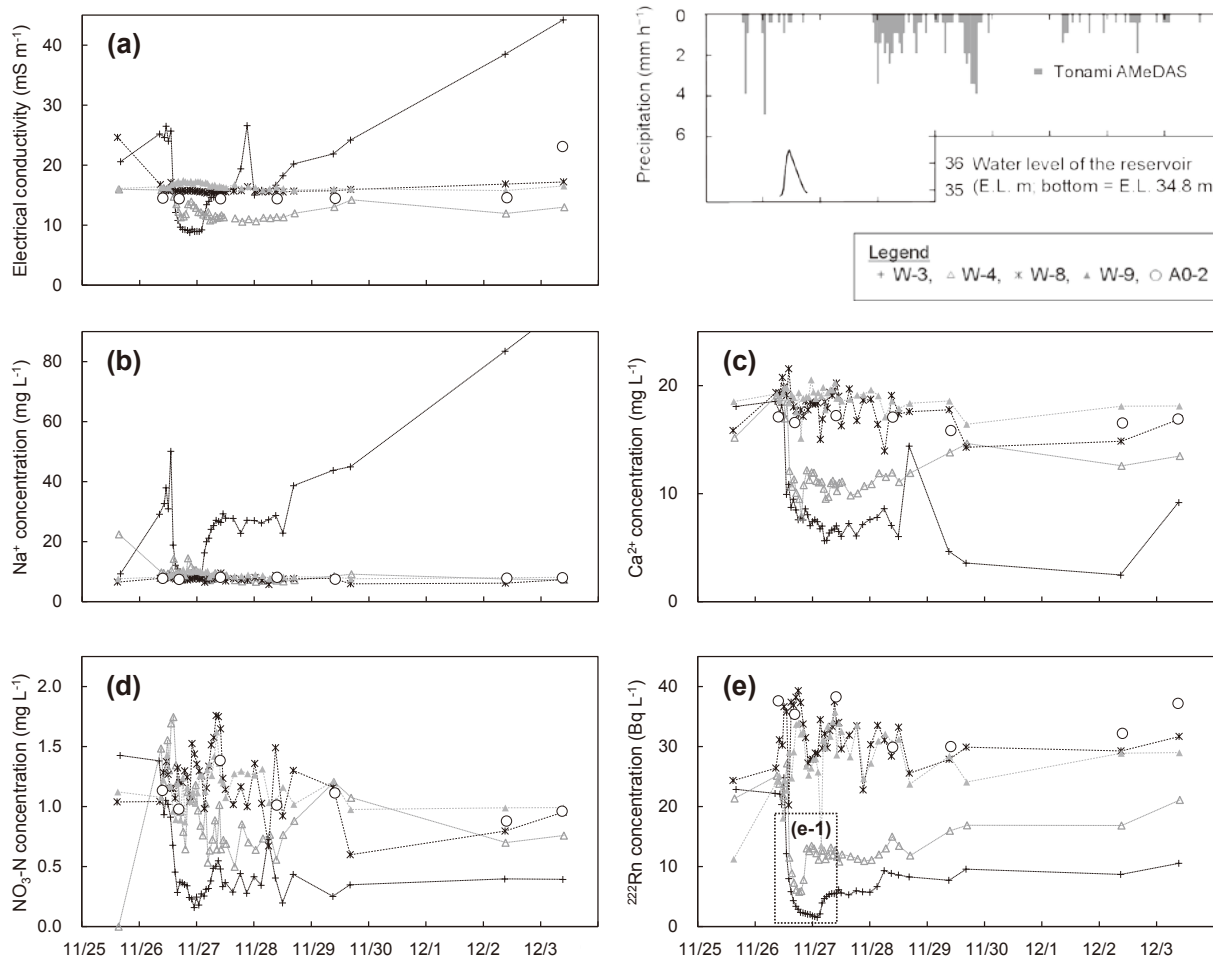 (a)
Electrical conductivity (mS m-1)
40
30
20
10
0
Precipitation (mm h-1)
0
2
4
6
Tonami AMeDAS
36 Water level of the reservoir
35 (E.L. m; bottom = E.L. 34.8 m
Legend
W-3, W-4, W-8, W-9, A0-2
(b)
Na+ concentration (mg L-1)
80
60
40
20
0
(c)
Ca2+ concentration (mg L-1)
20
10
0
(d)
NO3-N concentration (mg L-1)
2.0
1.5
1.0
0.5
0.0
11/25 11/26 11/27 11/28 11/29 11/30 12/1 12/2 12/3
(e)
(e-1)
222Rn concentration (Bq L-1)
40
30
20
10
0
11/25 11/26 11/27 11/28 11/29 11/30 12/1 12/2 12/3